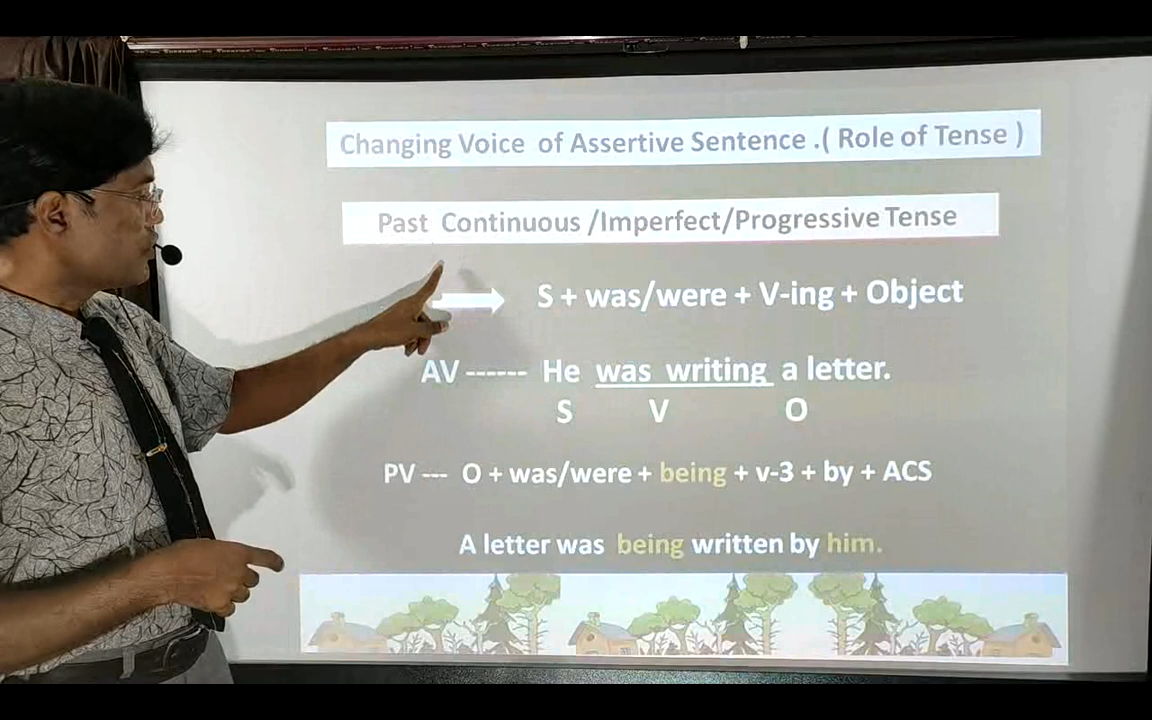 Changing Voice of Assertive Sentence .( Role of Tense )
Past Continuous /Imperfect/Progressive Tense
S + was/were + V-ing + Object
AV ------ He was writing a letter.
S V O
PV --- O + was/were + being + v-3 + by + ACS
A letter was being written by him.